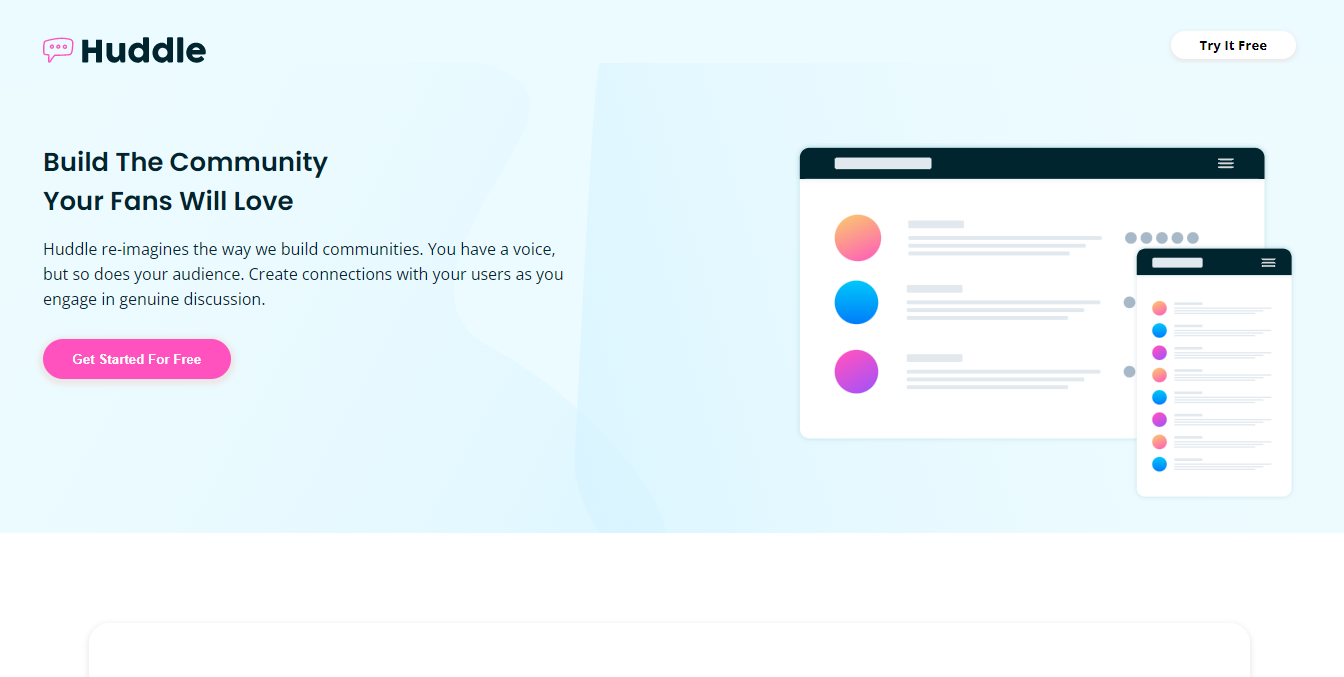 Huddle
Try It Free
Build The Community
Your Fans Will Love
Huddle re-imagines the way we build communities. You have a voice,
but so does your audience. Create connections with your users as you
engage in genuine discussion.
Get Started For Free